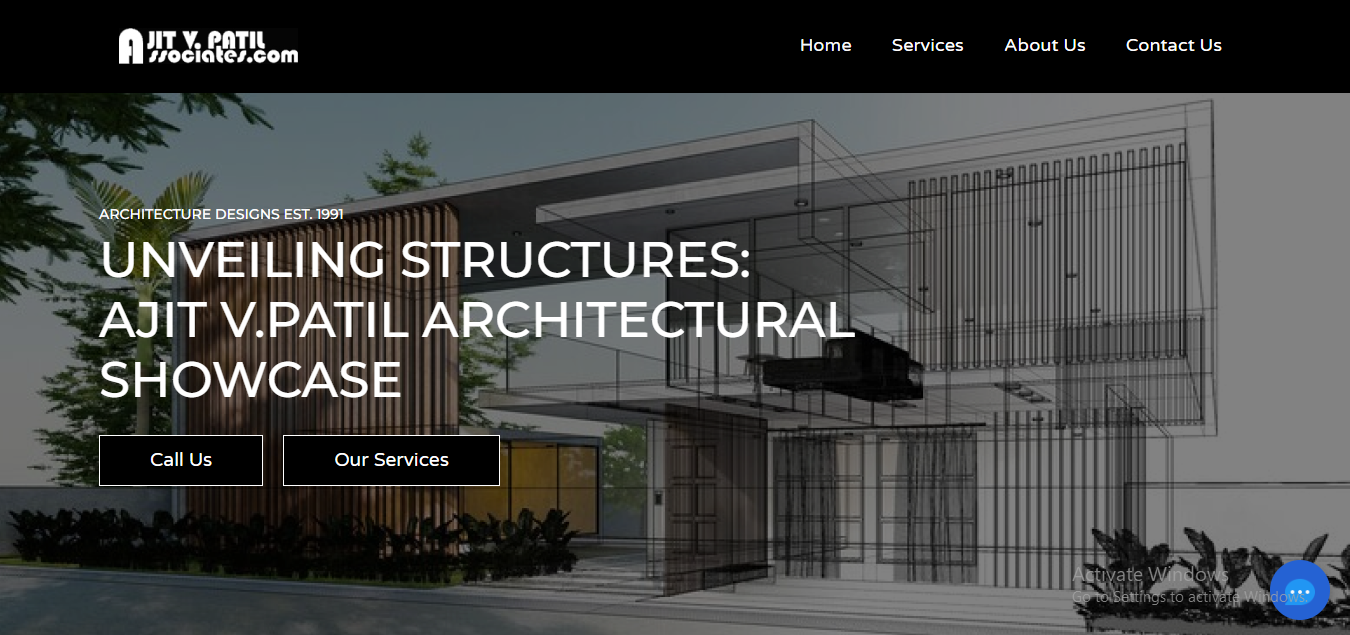 AJIT V. PATIL
Associates.com
Home
Services
About Us
Contact Us
ARCHITECTURE DESIGNS EST. 1991
UNVEILING STRUCTURES:
AJIT V.PATIL ARCHITECTURAL
SHOWCASE
Call Us
Our Services
Activate Windows
Go to Settings to activate Windows.